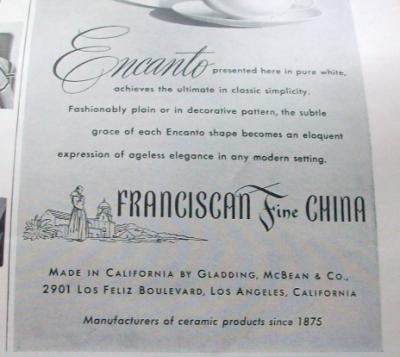 Encanto presented here in pure white,
achieves the ultimate in classic simplicity.
Fashionably plain or in decorative pattern, the subtle
grace of each Encanto shape becomes an eloquent
expression of ageless elegance in any modern setting.
FRANCISCAN Fine CHINA
MADE IN CALIFORNIA BY GLADDING, MCBEAN & CO.,
2901 LOS FELIZ BOULEVARD, LOS ANGELES, CALIFORNIA
Manufacturers of ceramic products since 1875